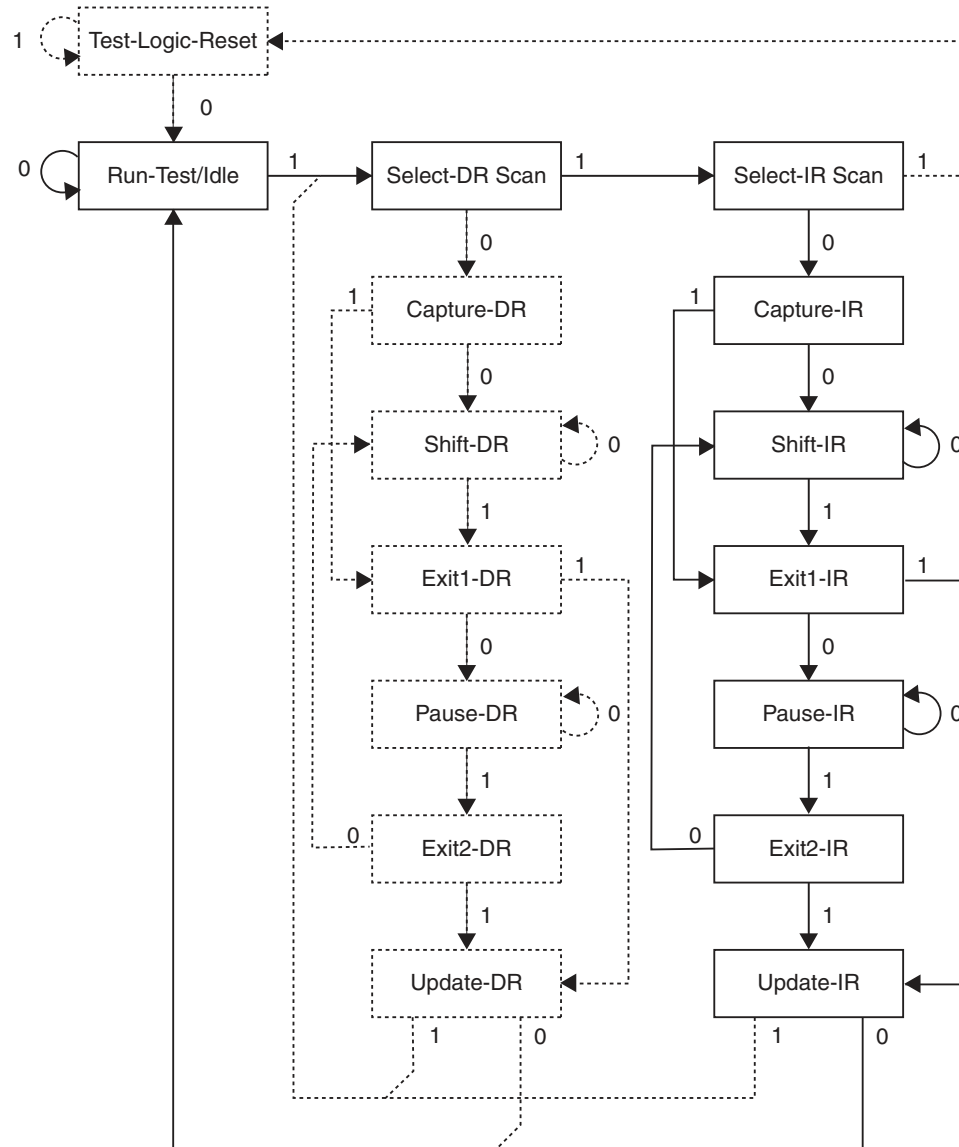 Test-Logic-Reset
1
0
Run-Test/Idle
0
1
Select-DR Scan
1
Select-IR Scan
1
0
0
Capture-DR
1
Capture-IR
1
0
0
Shift-DR
0
Shift-IR
0
1
1
Exit1-DR
1
Exit1-IR
1
0
0
Pause-DR
0
Pause-IR
0
1
1
Exit2-DR
0
Exit2-IR
0
1
1
Update-DR
Update-IR
1
0
1
0